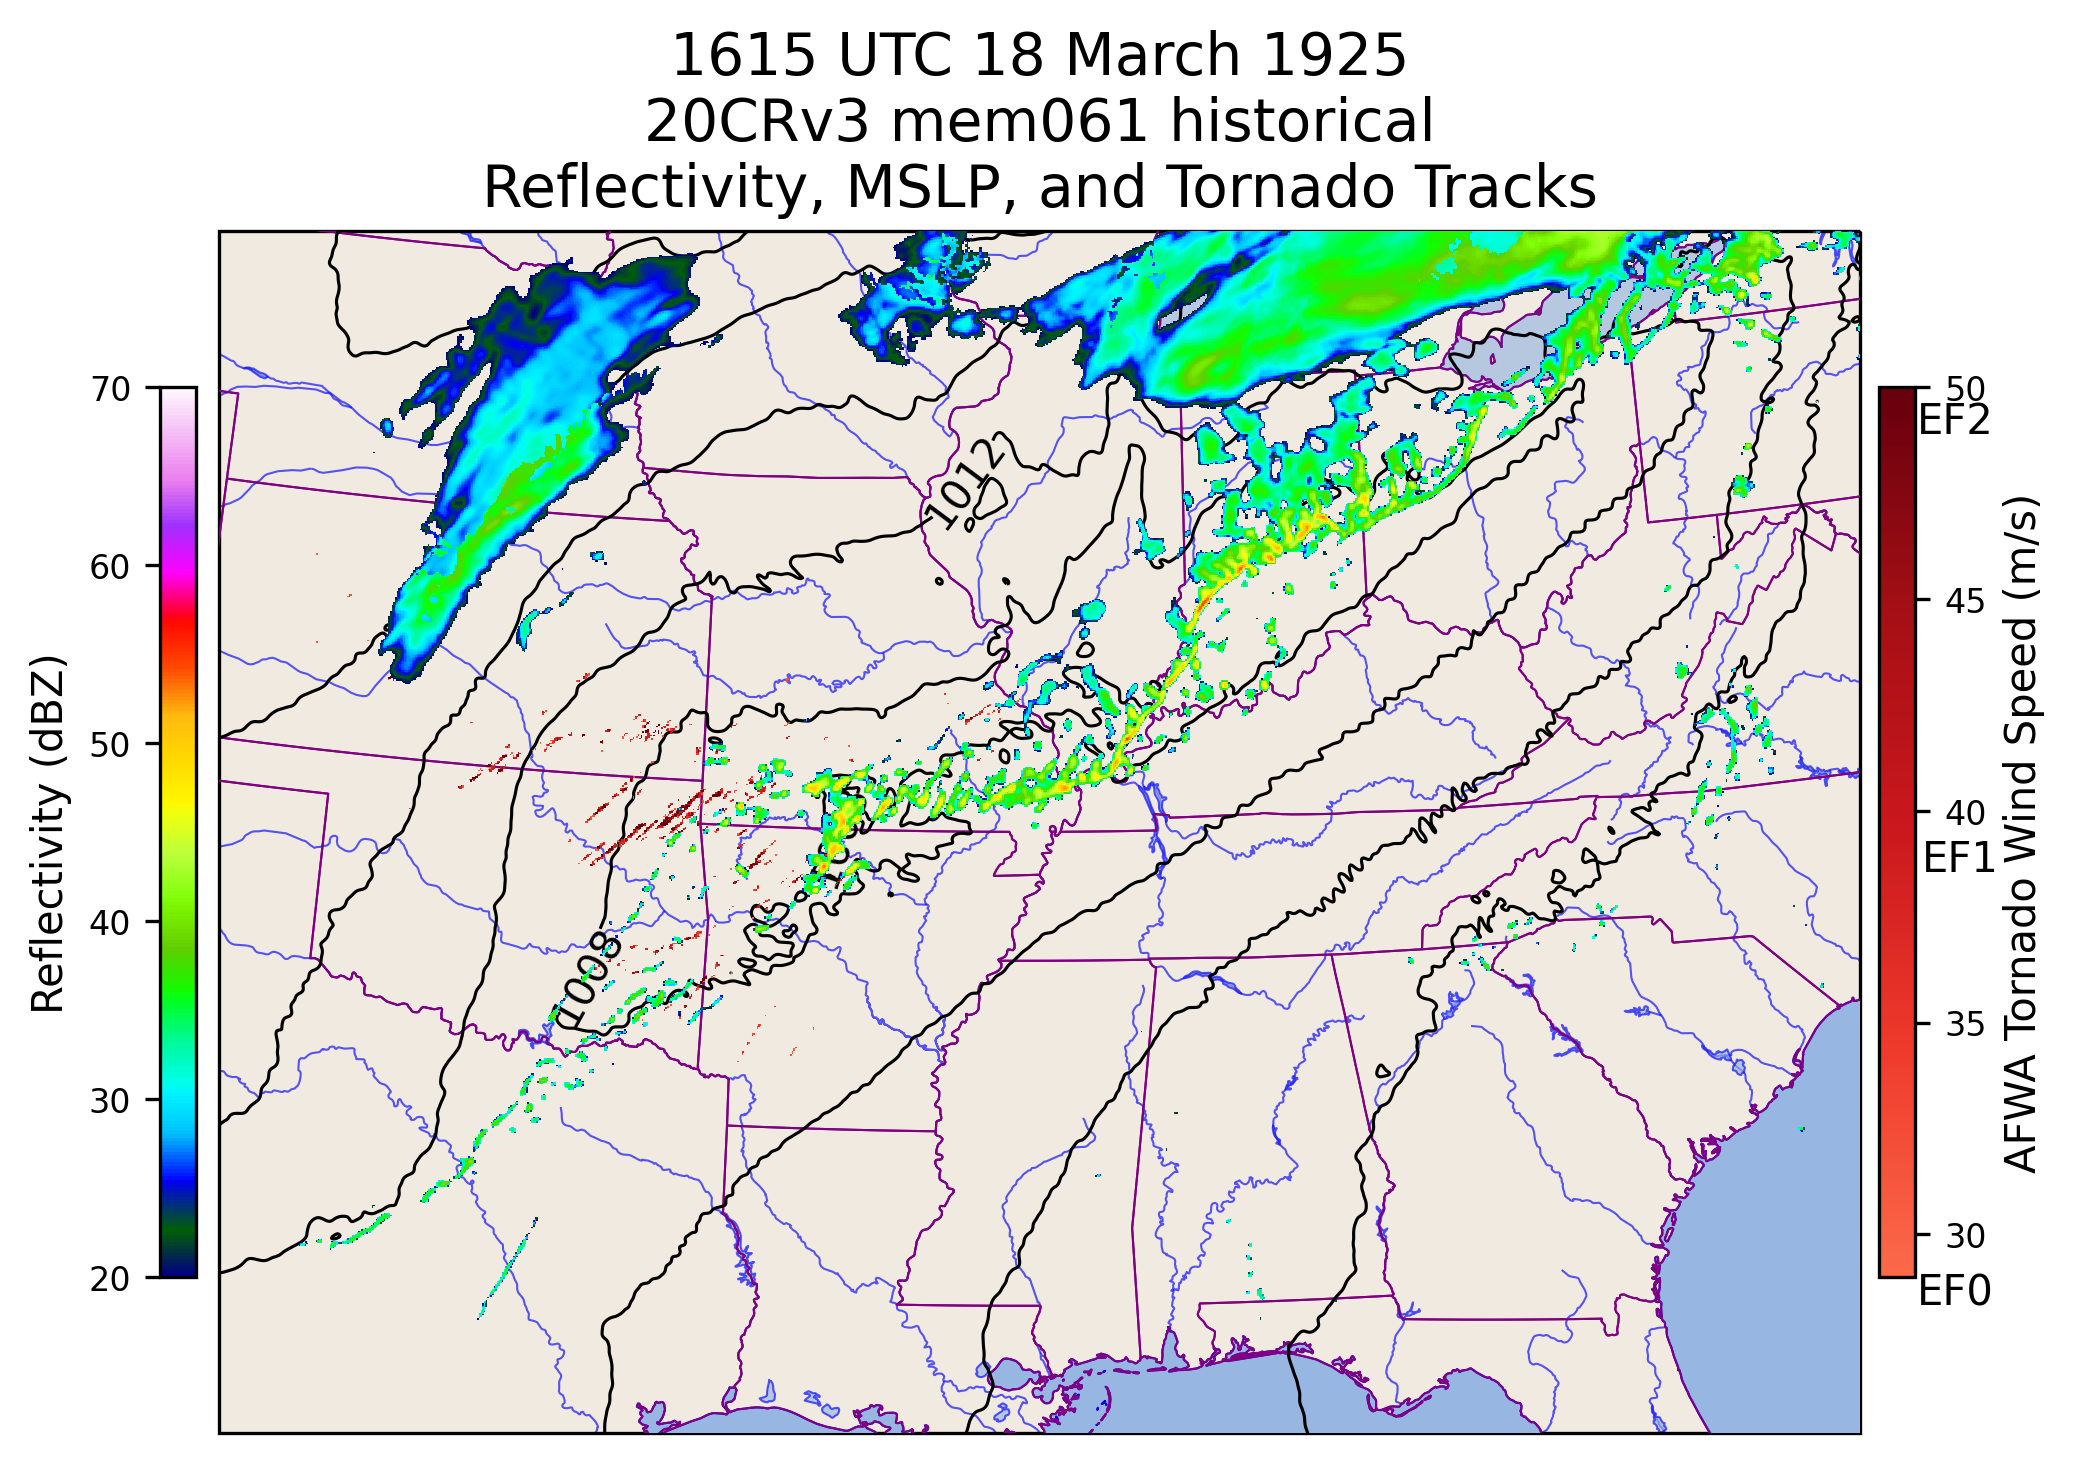 1615 UTC 18 March 1925
20CRv3 mem061 historical
Reflectivity, MSLP, and Tornado Tracks
70
60
50
40
30
20
Reflectivity (dBZ)
1012
1008
50
EF2
45
40
EF1
35
30
EF0
AFWA Tornado Wind Speed (m/s)